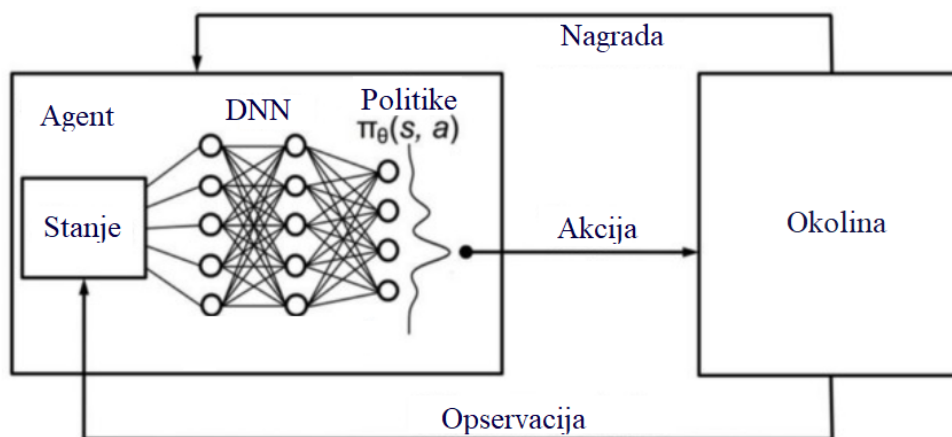 Nagrada
Agent
DNN
Politike
πθ(s, a)
Stanje
Akcija
Okolina
Opservacija